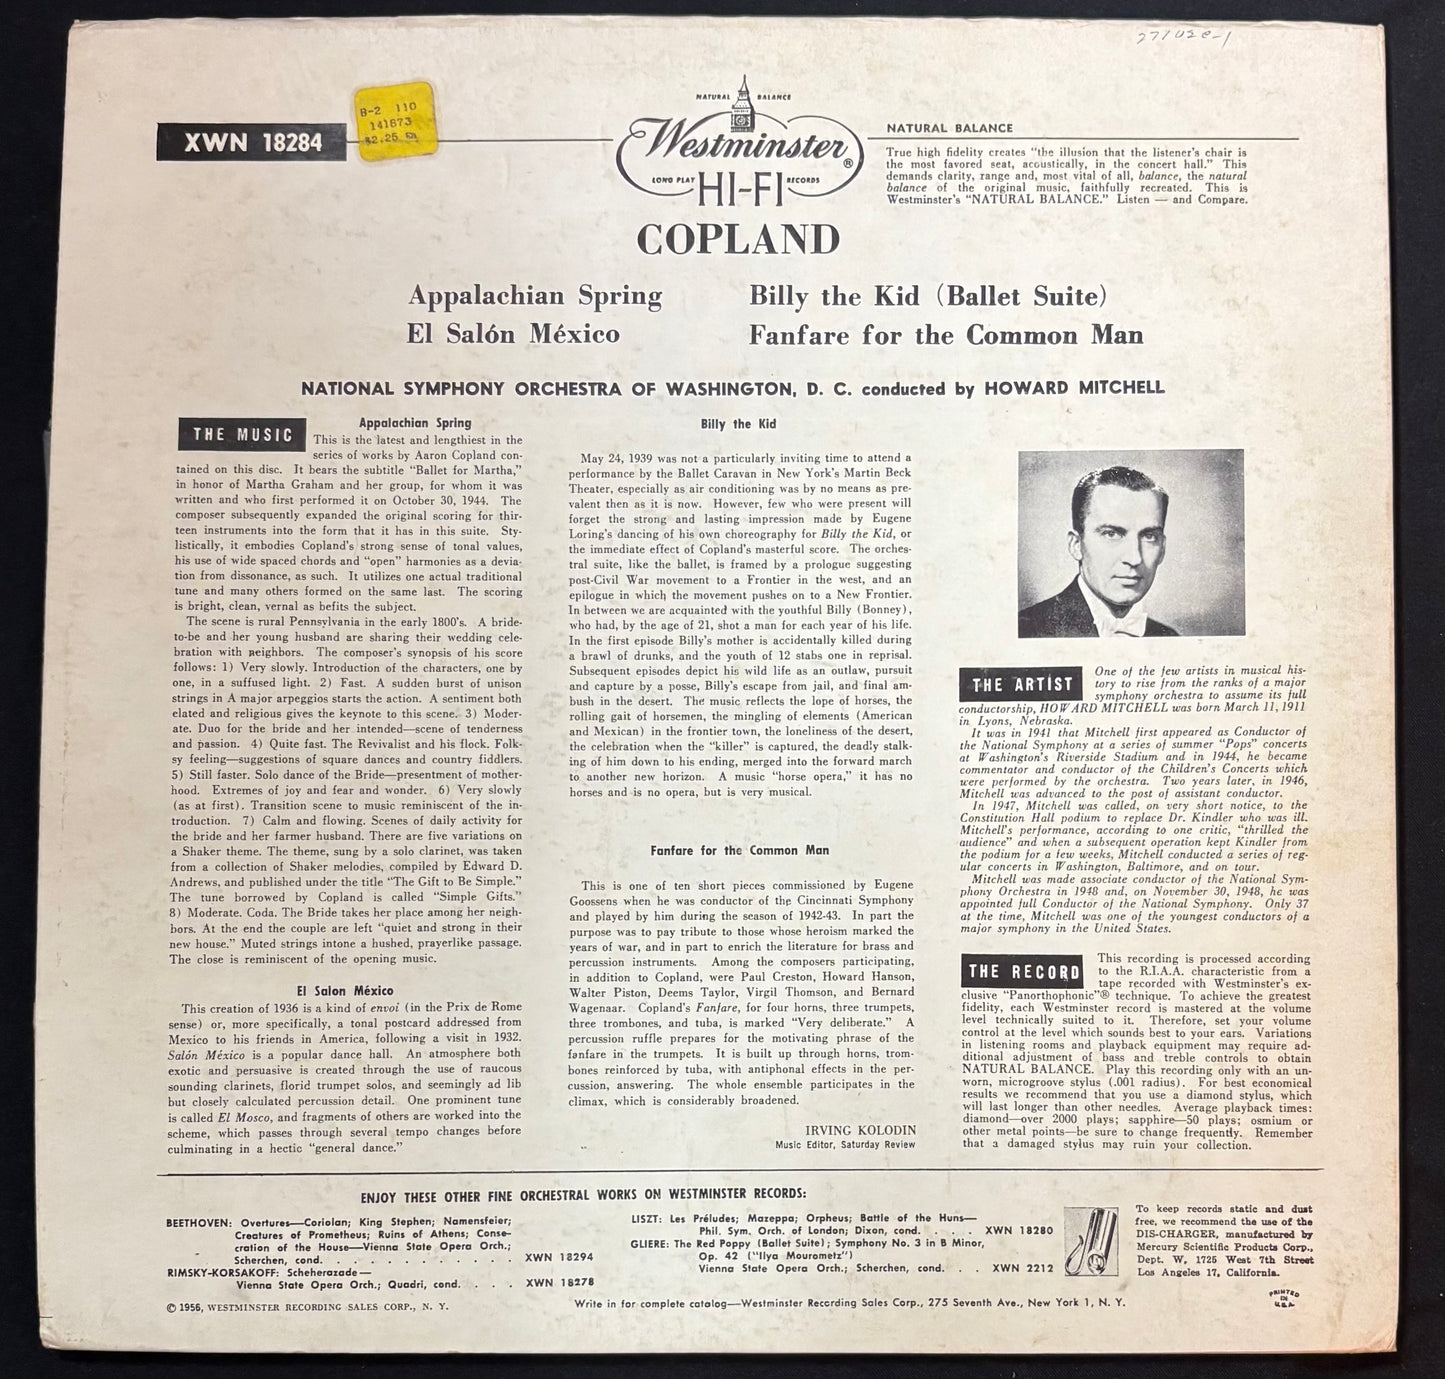 271028-1
B-2 110
141873
$2.25
XWN 18284
NATURAL BALANCE
Westminster ®
LONG PLAY HI-FI RECORDS
NATURAL BALANCE
True high fidelity creates "the illusion that the listener's chair is
the most favored seat, acoustically, in the concert hall." This
demands clarity, range and, most vital of all, balance, the natural
balance of the original music, faithfully recreated. This is
Westminster's "NATURAL BALANCE." Listen — and Compare.
COPLAND
Appalachian Spring
El Salón México
Billy the Kid (Ballet Suite)
Fanfare for the Common Man
NATIONAL SYMPHONY ORCHESTRA OF WASHINGTON, D. C. conducted by HOWARD MITCHELL
THE MUSIC
Appalachian Spring
This is the latest and lengthiest in the
series of works by Aaron Copland con-
tained on this disc. It bears the subtitle "Ballet for Martha,"
in honor of Martha Graham and her group, for whom it was
written and who first performed it on October 30, 1944. The
composer subsequently expanded the original scoring for thir-
teen instruments into the form that it has in this suite. Sty-
listically, it embodies Copland's strong sense of tonal values,
his use of wide spaced chords and "open" harmonies as a devia-
tion from dissonance, as such. It utilizes one actual traditional
tune and many others formed on the same last. The scoring
is bright, clean, vernal as befits the subject.
The scene is rural Pennsylvania in the early 1800's. A bride-
to-be and her young husband are sharing their wedding cele-
bration with neighbors. The composer's synopsis of his score
follows: 1) Very slowly. Introduction of the characters, one by
one, in a suffused light. 2) Fast. A sudden burst of unison
strings in A major arpeggios starts the action. A sentiment both
elated and religious gives the keynote to this scene. 3) Moder-
ate. Duo for the bride and her intended—scene of tenderness
and passion. 4) Quite fast. The Revivalist and his flock. Folk-
sy feeling—suggestions of square dances and country fiddlers.
5) Still faster. Solo dance of the Bride—presentment of mother-
hood. Extremes of joy and fear and wonder. 6) Very slowly
(as at first). Transition scene to music reminiscent of the in-
troduction. 7) Calm and flowing. Scenes of daily activity for
the bride and her farmer husband. There are five variations on
a Shaker theme. The theme, sung by a solo clarinet, was taken
from a collection of Shaker melodies, compiled by Edward D.
Andrews, and published under the title "The Gift to Be Simple."
The tune borrowed by Copland is called "Simple Gifts."
8) Moderate. Coda. The Bride takes her place among her neigh-
bors. At the end the couple are left "quiet and strong in their
new house." Muted strings intone a hushed, prayerlike passage.
The close is reminiscent of the opening music.
El Salon México
This creation of 1936 is a kind of envoi (in the Prix de Rome
sense) or, more specifically, a tonal postcard addressed from
Mexico to his friends in America, following a visit in 1932.
Salón México is a popular dance hall. An atmosphere both
exotic and persuasive is created through the use of raucous
sounding clarinets, florid trumpet solos, and seemingly ad lib
but closely calculated percussion detail. One prominent tune
is called El Mosco, and fragments of others are worked into the
scheme, which passes through several tempo changes before
culminating in a hectic "general dance."
Billy the Kid
May 24, 1939 was not a particularly inviting time to attend a
performance by the Ballet Caravan in New York's Martin Beck
Theater, especially as air conditioning was by no means as pre-
valent then as it is now. However, few who were present will
forget the strong and lasting impression made by Eugene
Loring's dancing of his own choreography for Billy the Kid, or
the immediate effect of Copland's masterful score. The orches-
tral suite, like the ballet, is framed by a prologue suggesting
post-Civil War movement to a Frontier in the west, and an
epilogue in which the movement pushes on to a New Frontier.
In between we are acquainted with the youthful Billy (Bonney),
who had, by the age of 21, shot a man for each year of his life.
In the first episode Billy's mother is accidentally killed during
a brawl of drunks, and the youth of 12 stabs one in reprisal.
Subsequent episodes depict his wild life as an outlaw, pursuit
and capture by a posse, Billy's escape from jail, and final am-
bush in the desert. The music reflects the lope of horses, the
rolling gait of horsemen, the mingling of elements (American
and Mexican) in the frontier town, the loneliness of the desert,
the celebration when the "killer" is captured, the deadly stalk-
ing of him down to his ending, merged into the forward march
to another new horizon. A music "horse opera," it has no
horses and is no opera, but is very musical.
Fanfare for the Common Man
This is one of ten short pieces commissioned by Eugene
Goossens when he was conductor of the Cincinnati Symphony
and played by him during the season of 1942-43. In part the
purpose was to pay tribute to those whose heroism marked the
years of war, and in part to enrich the literature for brass and
percussion instruments. Among the composers participating,
in addition to Copland, were Paul Creston, Howard Hanson,
Walter Piston, Deems Taylor, Virgil Thomson, and Bernard
Wagenaar. Copland's Fanfare, for four horns, three trumpets,
three trombones, and tuba, is marked "Very deliberate." A
percussion ruffle prepares for the motivating phrase of the
fanfare in the trumpets. It is built up through horns, trom-
bones reinforced by tuba, with antiphonal effects in the per-
cussion, answering. The whole ensemble participates in the
climax, which is considerably broadened.
IRVING KOLODIN
Music Editor, Saturday Review
THE ARTIST
One of the few artists in musical his-
tory to rise from the ranks of a major
symphony orchestra to assume its full
conductorship, HOWARD MITCHELL was born March 11, 1911
in Lyons, Nebraska.
It was in 1941 that Mitchell first appeared as Conductor of
the National Symphony at a series of summer "Pops" concerts
at Washington's Riverside Stadium and in 1944, he became
commentator and conductor of the Children's Concerts which
were performed by the orchestra. Two years later, in 1946,
Mitchell was advanced to the post of assistant conductor.
In 1947, Mitchell was called, on very short notice, to the
Constitution Hall podium to replace Dr. Kindler who was ill.
Mitchell's performance, according to one critic, "thrilled the
audience" and when a subsequent operation kept Kindler from
the podium for a few weeks, Mitchell conducted a series of reg-
ular concerts in Washington, Baltimore, and on tour.
Mitchell was made associate conductor of the National Sym-
phony Orchestra in 1948 and, on November 30, 1948, he was
appointed full Conductor of the National Symphony. Only 37
at the time, Mitchell was one of the youngest conductors of a
major symphony in the United States.
THE RECORD
This recording is processed according
to the R.I.A.A. characteristic from a
tape recorded with Westminster's ex-
clusive "Panorthophonic"® technique. To achieve the greatest
fidelity, each Westminster record is mastered at the volume
level technically suited to it. Therefore, set your volume
control at the level which sounds best to your ears. Variations
in listening rooms and playback equipment may require ad-
ditional adjustment of bass and treble controls to obtain
NATURAL BALANCE. Play this recording only with an un-
worn, microgroove stylus (.001 radius). For best economical
results we recommend that you use a diamond stylus, which
will last longer than other needles. Average playback times:
diamond—over 2000 plays; sapphire—50 plays; osmium or
other metal points—be sure to change frequently. Remember
that a damaged stylus may ruin your collection.
ENJOY THESE OTHER FINE ORCHESTRAL WORKS ON WESTMINSTER RECORDS:
BEETHOVEN: Overtures—Coriolan; King Stephen; Namensfeier;
Creatures of Prometheus; Ruins of Athens; Conse-
cration of the House—Vienna State Opera Orch.;
Scherchen, cond. . . . . . . . . . . XWN 18294
RIMSKY-KORSAKOFF: Scheherazade—
Vienna State Opera Orch.; Quadri, cond. . . . . XWN 18278
LISZT: Les Préludes; Mazeppa; Orpheus; Battle of the Huns—
Phil. Sym. Orch. of London; Dixon, cond. . . . . XWN 18280
GLIERE: The Red Poppy (Ballet Suite); Symphony No. 3 in B Minor,
Op. 42 ("Ilya Mourometz")
Vienna State Opera Orch.; Scherchen, cond. . . XWN 2212
To keep records static and dust
free, we recommend the use of the
DIS-CHARGER, manufactured by
Mercury Scientific Products Corp.,
Dept. W, 1725 West 7th Street
Los Angeles 17, California.
© 1956, WESTMINSTER RECORDING SALES CORP., N. Y.
Write in for complete catalog—Westminster Recording Sales Corp., 275 Seventh Ave., New York 1, N. Y.
PRINTED
IN
U.S.A.